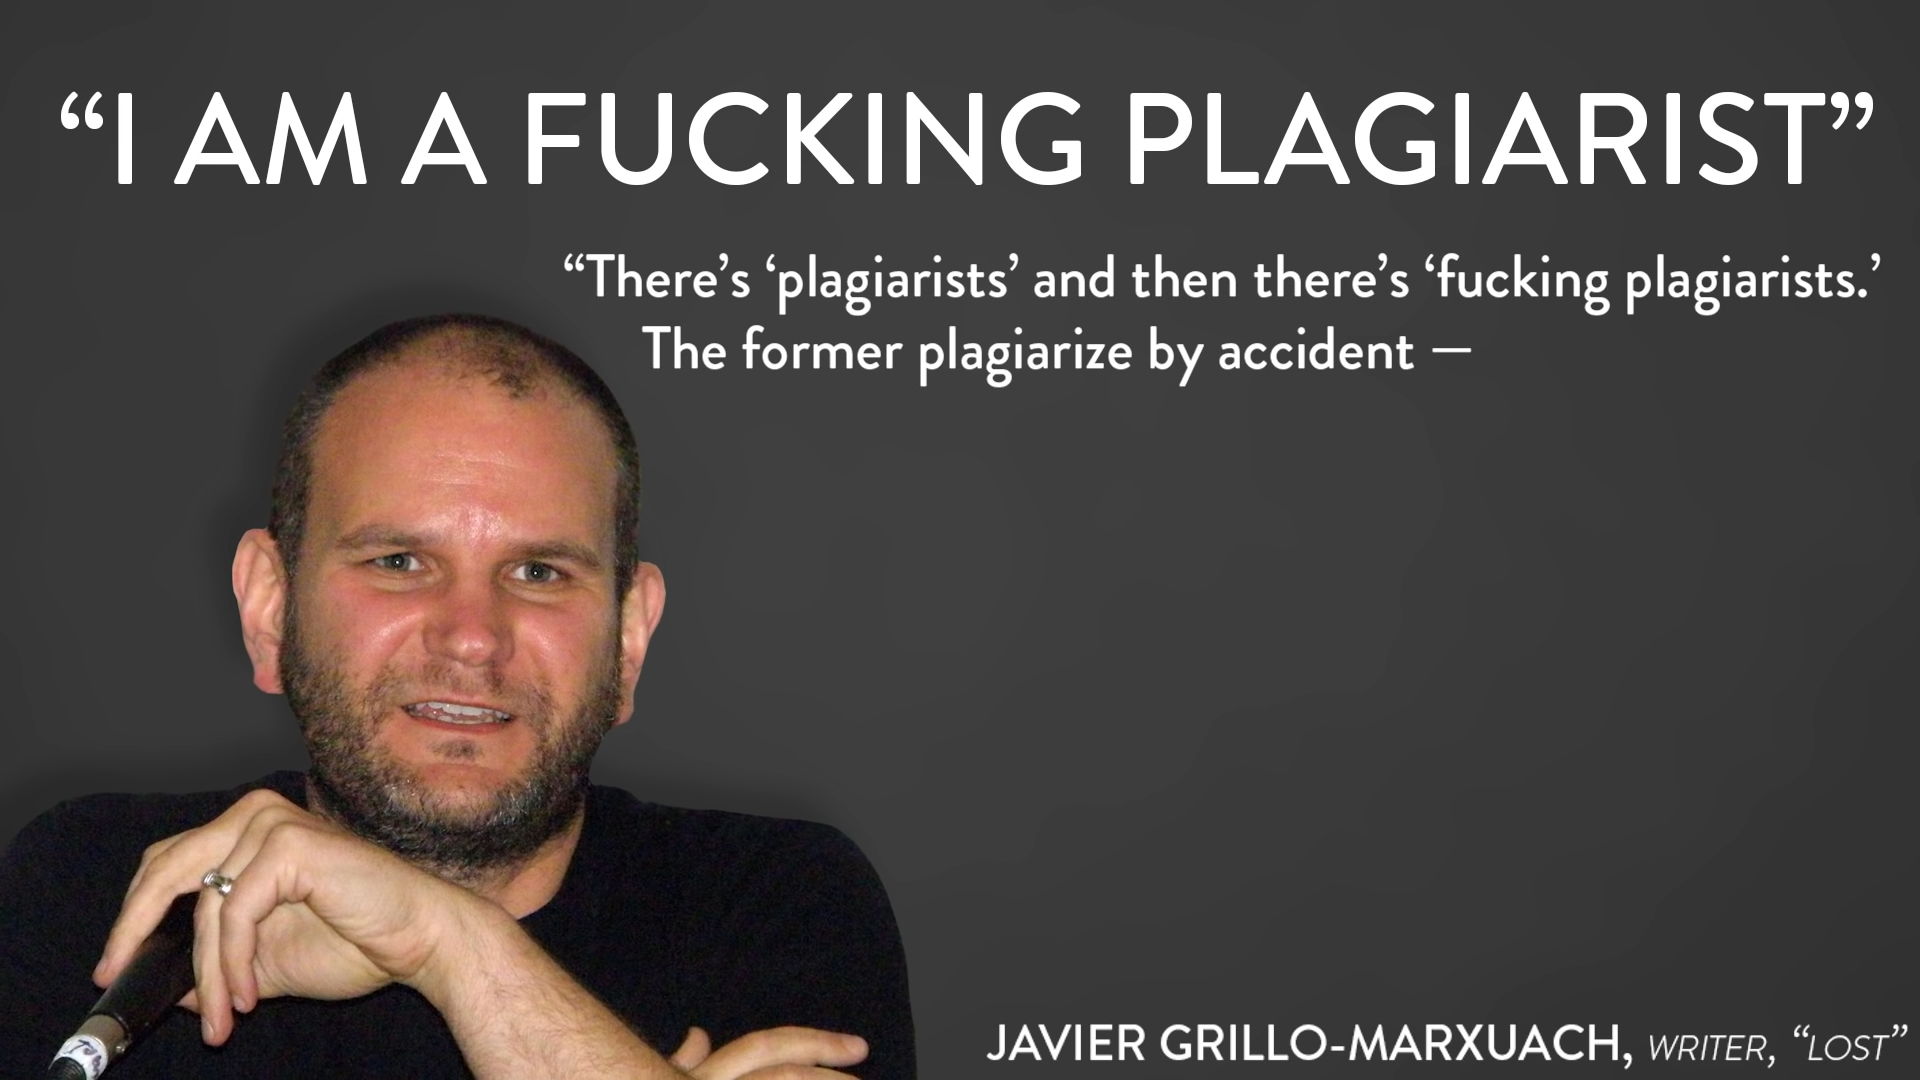 “I AM A FUCKING PLAGIARIST”
“There’s ‘plagiarists’ and then there’s ‘fucking plagiarists.’
The former plagiarize by accident —
JAVIER GRILLO-MARXUACH, WRITER, “LOST”